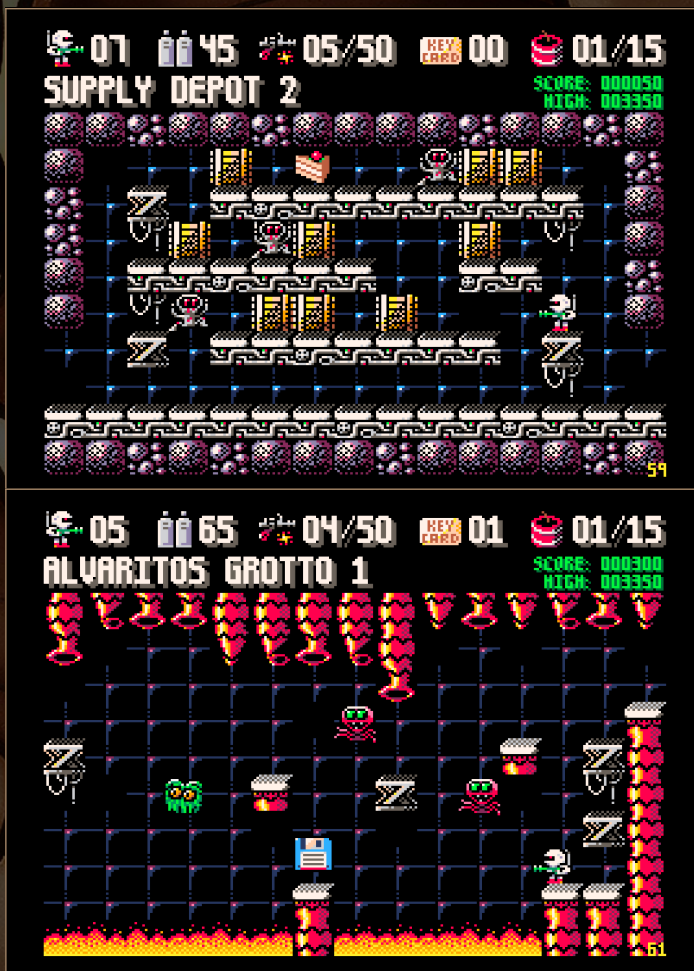 07 45 05/50 KEY CARD 00 01/15
SUPPLY DEPOT 2
SCORE: 000050
HIGH: 003350
59
05 65 04/50 KEY CARD 01 01/15
ALVARITOS GROTTO 1
SCORE: 000300
HIGH: 003350
61